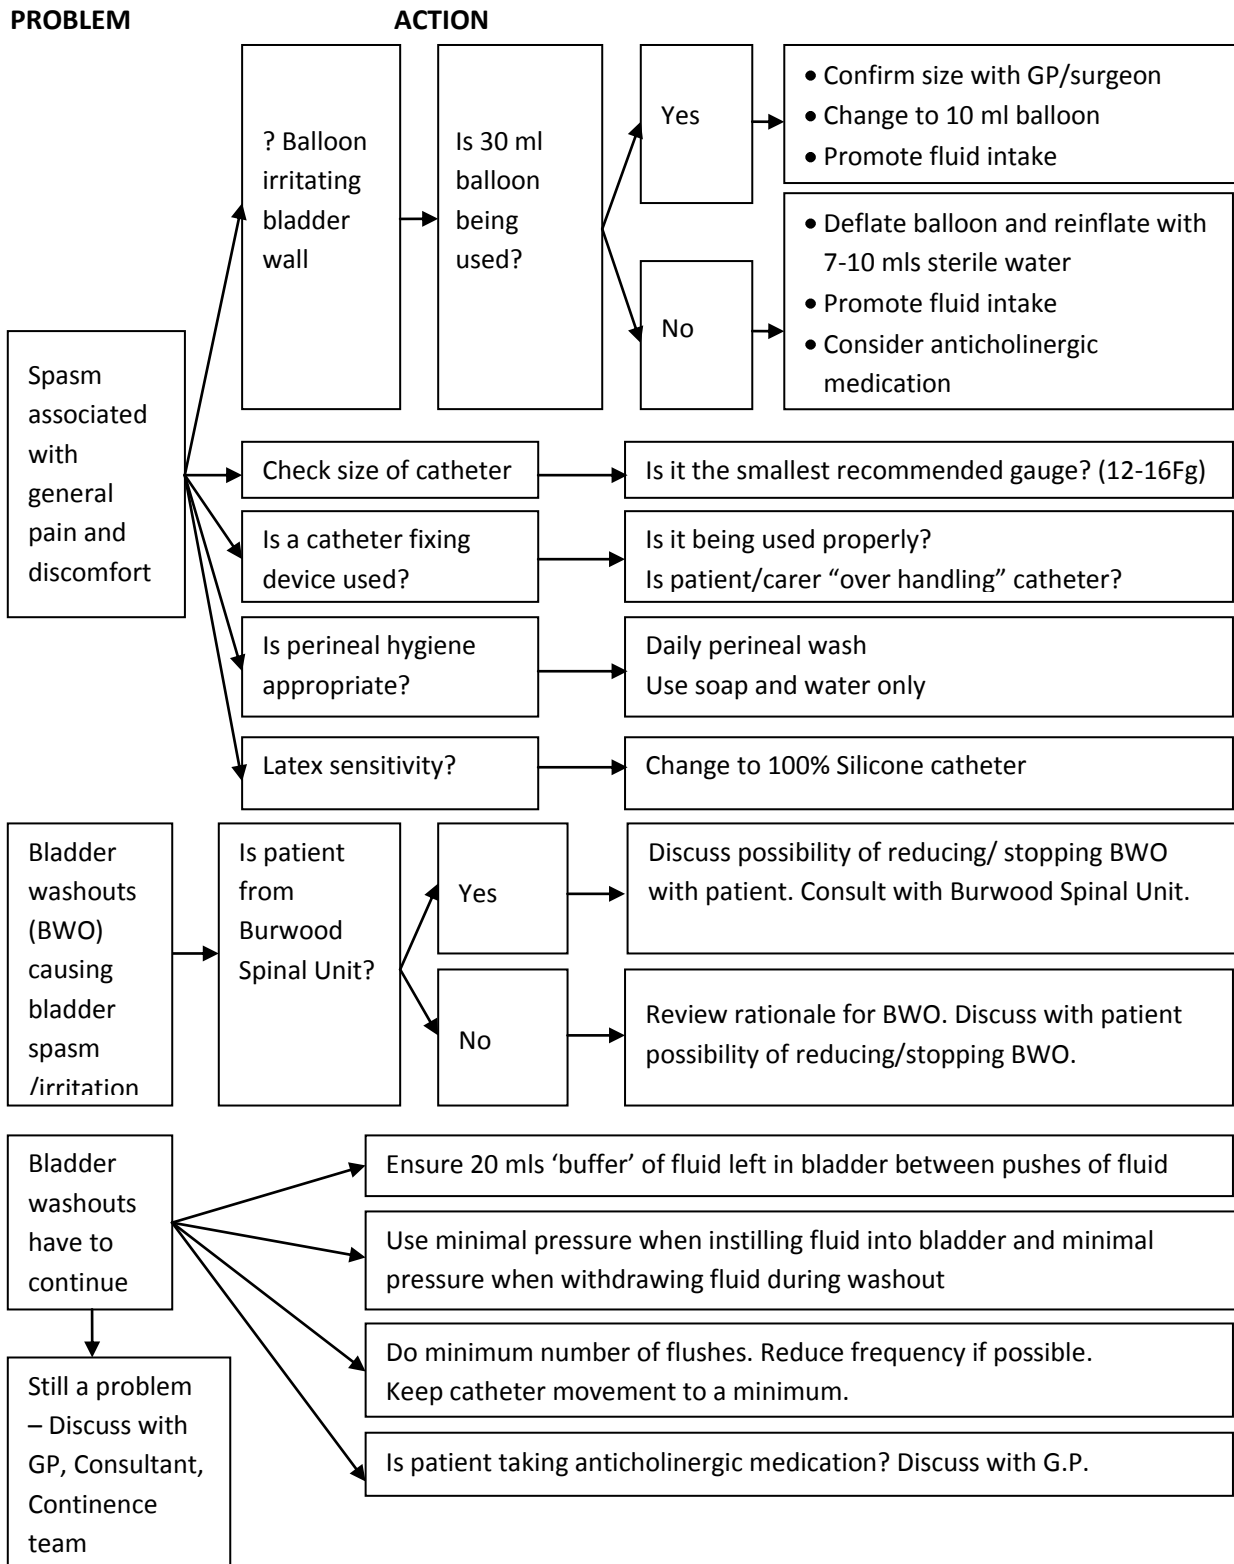 PROBLEM
ACTION
? Balloon
irritating
bladder
wall
Is 30 ml
balloon
being
used?
Yes
• Confirm size with GP/surgeon
• Change to 10 ml balloon
• Promote fluid intake
No
• Deflate balloon and reinflate with
7-10 mls sterile water
• Promote fluid intake
• Consider anticholinergic
medication
Spasm
associated
with
general
pain and
discomfort
Check size of catheter
Is it the smallest recommended gauge? (12-16Fg)
Is a catheter fixing
device used?
Is it being used properly?
Is patient/carer “over handling” catheter?
Is perineal hygiene
appropriate?
Daily perineal wash
Use soap and water only
Latex sensitivity?
Change to 100% Silicone catheter
Bladder
washouts
(BWO)
causing
bladder
spasm
/irritation
Is patient
from
Burwood
Spinal Unit?
Yes
Discuss possibility of reducing/ stopping BWO
with patient. Consult with Burwood Spinal Unit.
No
Review rationale for BWO. Discuss with patient
possibility of reducing/stopping BWO.
Bladder
washouts
have to
continue
Ensure 20 mls ‘buffer’ of fluid left in bladder between pushes of fluid
Use minimal pressure when instilling fluid into bladder and minimal
pressure when withdrawing fluid during washout
Do minimum number of flushes. Reduce frequency if possible.
Keep catheter movement to a minimum.
Is patient taking anticholinergic medication? Discuss with G.P.
Still a problem
– Discuss with
GP, Consultant,
Continence
team